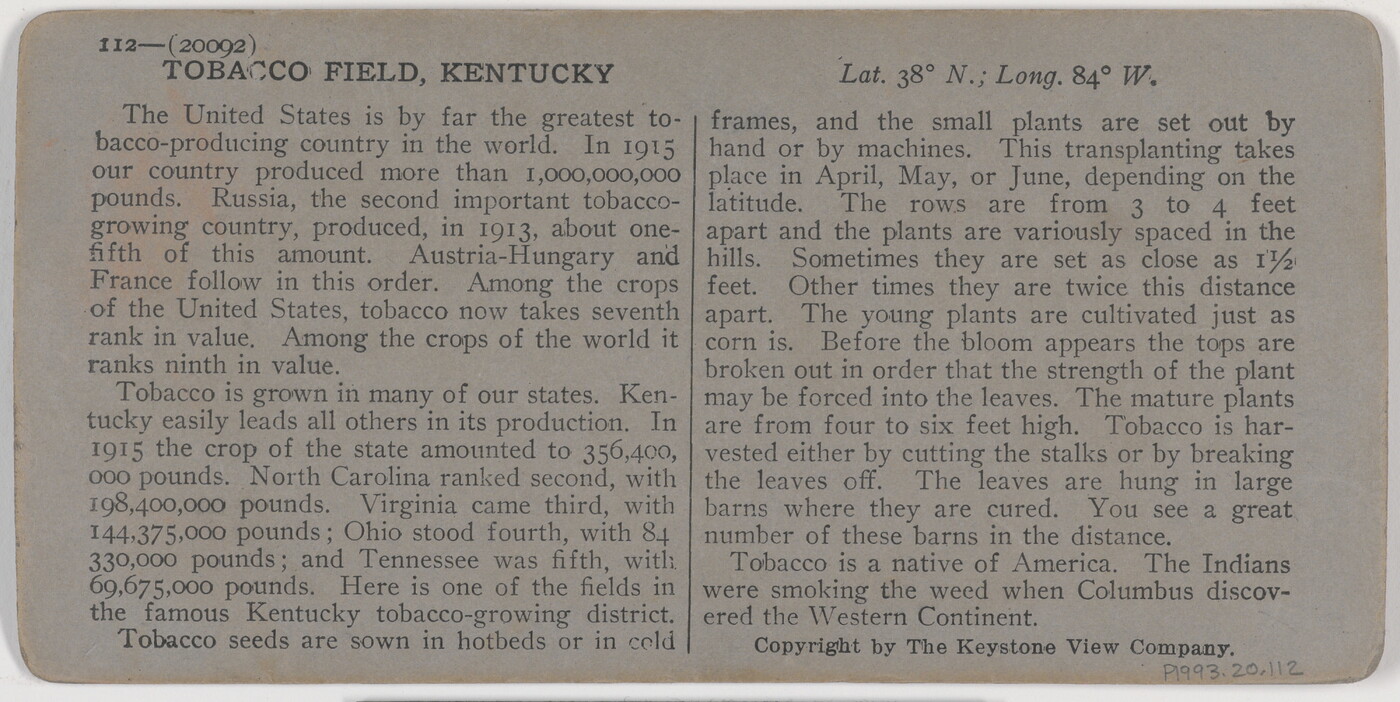 112—(20092)
TOBACCO FIELD, KENTUCKY
The United States is by far the greatest to-
bacco-producing country in the world. In 1915
our country produced more than 1,000,000,000
pounds. Russia, the second important tobacco-
growing country, produced, in 1913, about one-
fifth of this amount. Austria-Hungary and
France follow in this order. Among the crops
of the United States, tobacco now takes seventh
rank in value. Among the crops of the world it
ranks ninth in value.
Tobacco is grown in many of our states. Ken-
tucky easily leads all others in its production. In
1915 the crop of the state amounted to 356,400,
000 pounds. North Carolina ranked second, with
198,400,000 pounds. Virginia came third, with
144,375,000 pounds; Ohio stood fourth, with 84
330,000 pounds; and Tennessee was fifth, with
69,675,000 pounds. Here is one of the fields in
the famous Kentucky tobacco-growing district.
Tobacco seeds are sown in hotbeds or in cold
Lat. 38° N.; Long. 84° W.
frames, and the small plants are set out by
hand or by machines. This transplanting takes
place in April, May, or June, depending on the
latitude. The rows are from 3 to 4 feet
apart and the plants are variously spaced in the
hills. Sometimes they are set as close as 1½
feet. Other times they are twice this distance
apart. The young plants are cultivated just as
corn is. Before the bloom appears the tops are
broken out in order that the strength of the plant
may be forced into the leaves. The mature plants
are from four to six feet high. Tobacco is har-
vested either by cutting the stalks or by breaking
the leaves off. The leaves are hung in large
barns where they are cured. You see a great
number of these barns in the distance.
Tobacco is a native of America. The Indians
were smoking the weed when Columbus discov-
ered the Western Continent.
Copyright by The Keystone View Company.
P1993.20.112